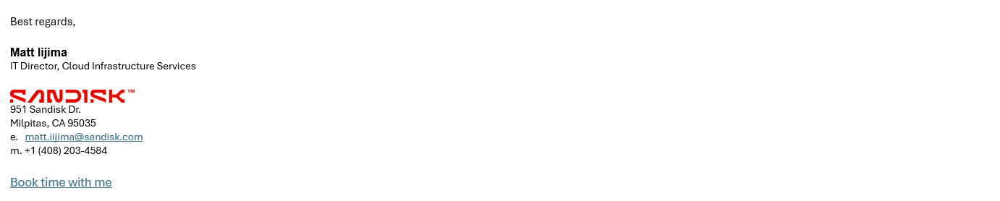 Best regards,
Matt Iijima
IT Director, Cloud Infrastructure Services
SANDISK™
951 Sandisk Dr.
Milpitas, CA 95035
e. matt.iijima@sandisk.com
m. +1 (408) 203-4584
Book time with me